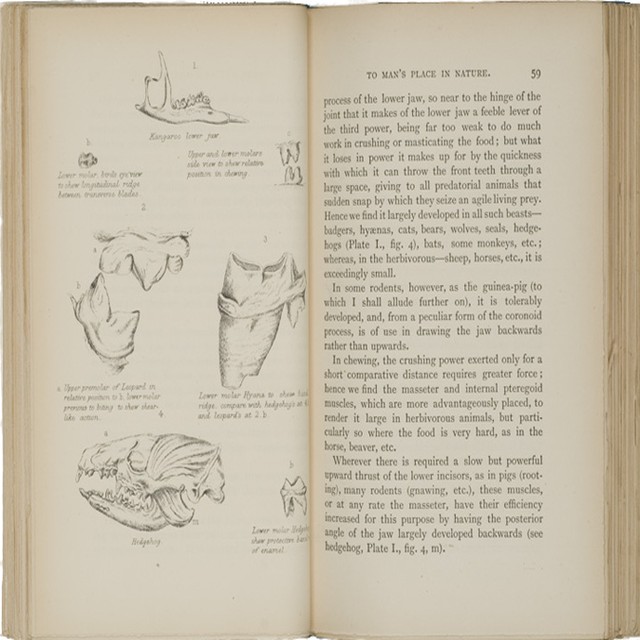 1.
Kangaroo lower jaw
b
Lower molar, birds eye view
to show longitudinal ridge
between transverse blades.
Upper and lower molars
side view to show relative
position in chewing.
c
2.
a
b
3.
a. Upper premolar of Leopard in
relative position to b. lower molar
previous to biting to show shear-
like action.
Lower molar Hyæna to show
ridge. compare with hedgehog's at 4
and leopard's at 2. b.
4.
a
m
Hedgehog.
b
Lower molar
show protection
of enamel.
TO MAN'S PLACE IN NATURE. 59
process of the lower jaw, so near to the hinge of the
joint that it makes of the lower jaw a feeble lever of
the third power, being far too weak to do much
work in crushing or masticating the food; but what
it loses in power it makes up for by the quickness
with which it can throw the front teeth through a
large space, giving to all predatorial animals that
sudden snap by which they seize an agile living prey.
Hence we find it largely developed in all such beasts—
badgers, hyænas, cats, bears, wolves, seals, hedge-
hogs (Plate I., fig. 4), bats, some monkeys, etc.;
whereas, in the herbivorous—sheep, horses, etc., it is
exceedingly small.
In some rodents, however, as the guinea-pig (to
which I shall allude further on), it is tolerably
developed, and, from a peculiar form of the coronoid
process, is of use in drawing the jaw backwards
rather than upwards.
In chewing, the crushing power exerted only for a
short comparative distance requires greater force;
hence we find the masseter and internal pteregoid
muscles, which are more advantageously placed, to
render it large in herbivorous animals, but parti-
cularly so where the food is very hard, as in the
horse, beaver, etc.
Wherever there is required a slow but powerful
upward thrust of the lower incisors, as in pigs (root-
ing), many rodents (gnawing, etc.), these muscles,
or at any rate the masseter, have their efficiency
increased for this purpose by having the posterior
angle of the jaw largely developed backwards (see
hedgehog, Plate I., fig. 4, m).